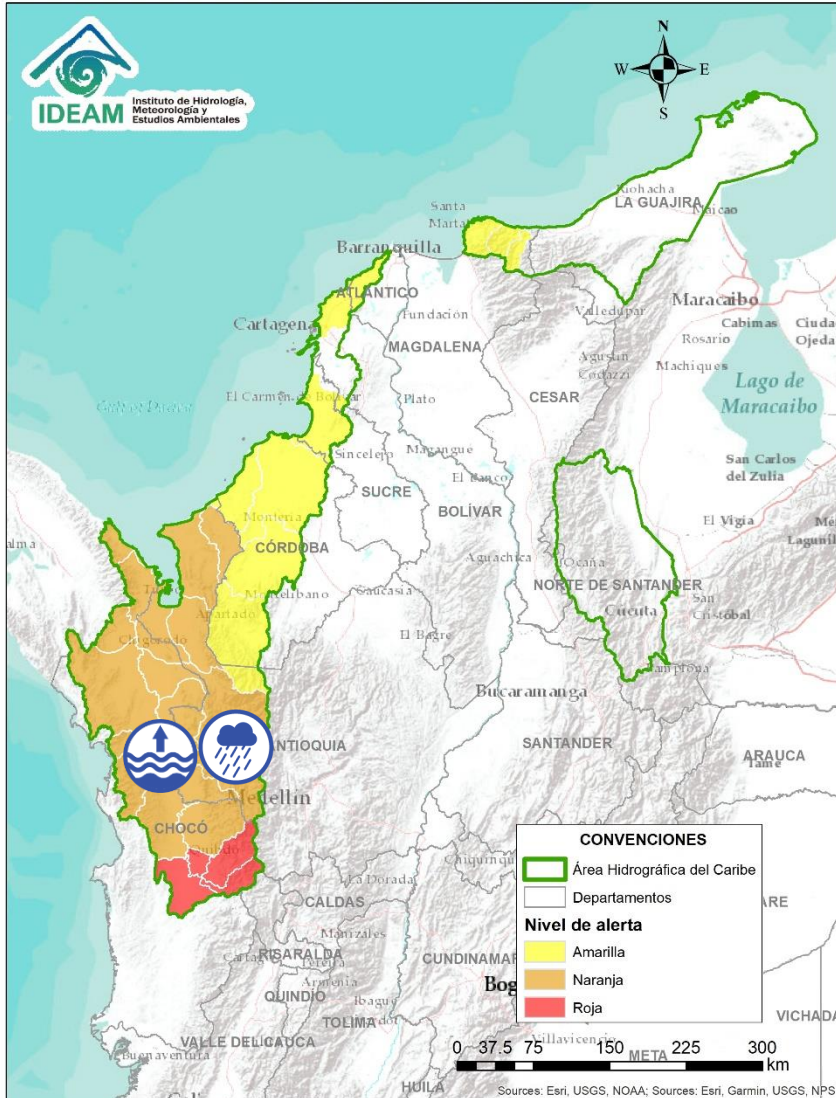 IDEAM
Instituto de Hidrología,
Meteorología y
Estudios Ambientales
N
W
E
S
Riohacha
LA GUAJIRA
Maicao
Santa
Marta
Barranquilla
ATLÁNTICO
Cartagena
Fundación
Valledupar
Maracaibo
Cabimas
Ciudad
Ojeda
Rosario
MAGDALENA
Machiques
Agustín
Codazzi
CESAR
Lago de
Maracaibo
El Carmen de Bolívar
Plato
Sincelejo
Magangue
San Carlos
del Zulia
SUCRE
El Banco
BOLÍVAR
Montería
CÓRDOBA
El Vigía
Aguachica
Ocaña
NORTE DE SANTANDER
Montelíbano
Caucasia
Cúcuta
San
Cristóbal
Apartadó
El Bagre
Chigorodó
Pamplona
Bucaramanga
ANTIOQUIA
SANTANDER
ARAUCA
Tame
Medellín
CHOCÓ
Quibdó
La Dorada
CALDAS
Manizales
RISARALDA
Pereira
Armenia
QUINDÍO
Ibagué
TOLIMA
VICHADA
Villavicencio
META
VALLE DEL CAUCA
Buenaventura
HUILA
CONVENCIONES
Área Hidrográfica del Caribe
Departamentos
Nivel de alerta
Amarilla
Naranja
Roja
0 37.5 75 150 225 300
km
Sources: Esri, USGS, NOAA; Sources: Esri, Garmin, USGS, NPS